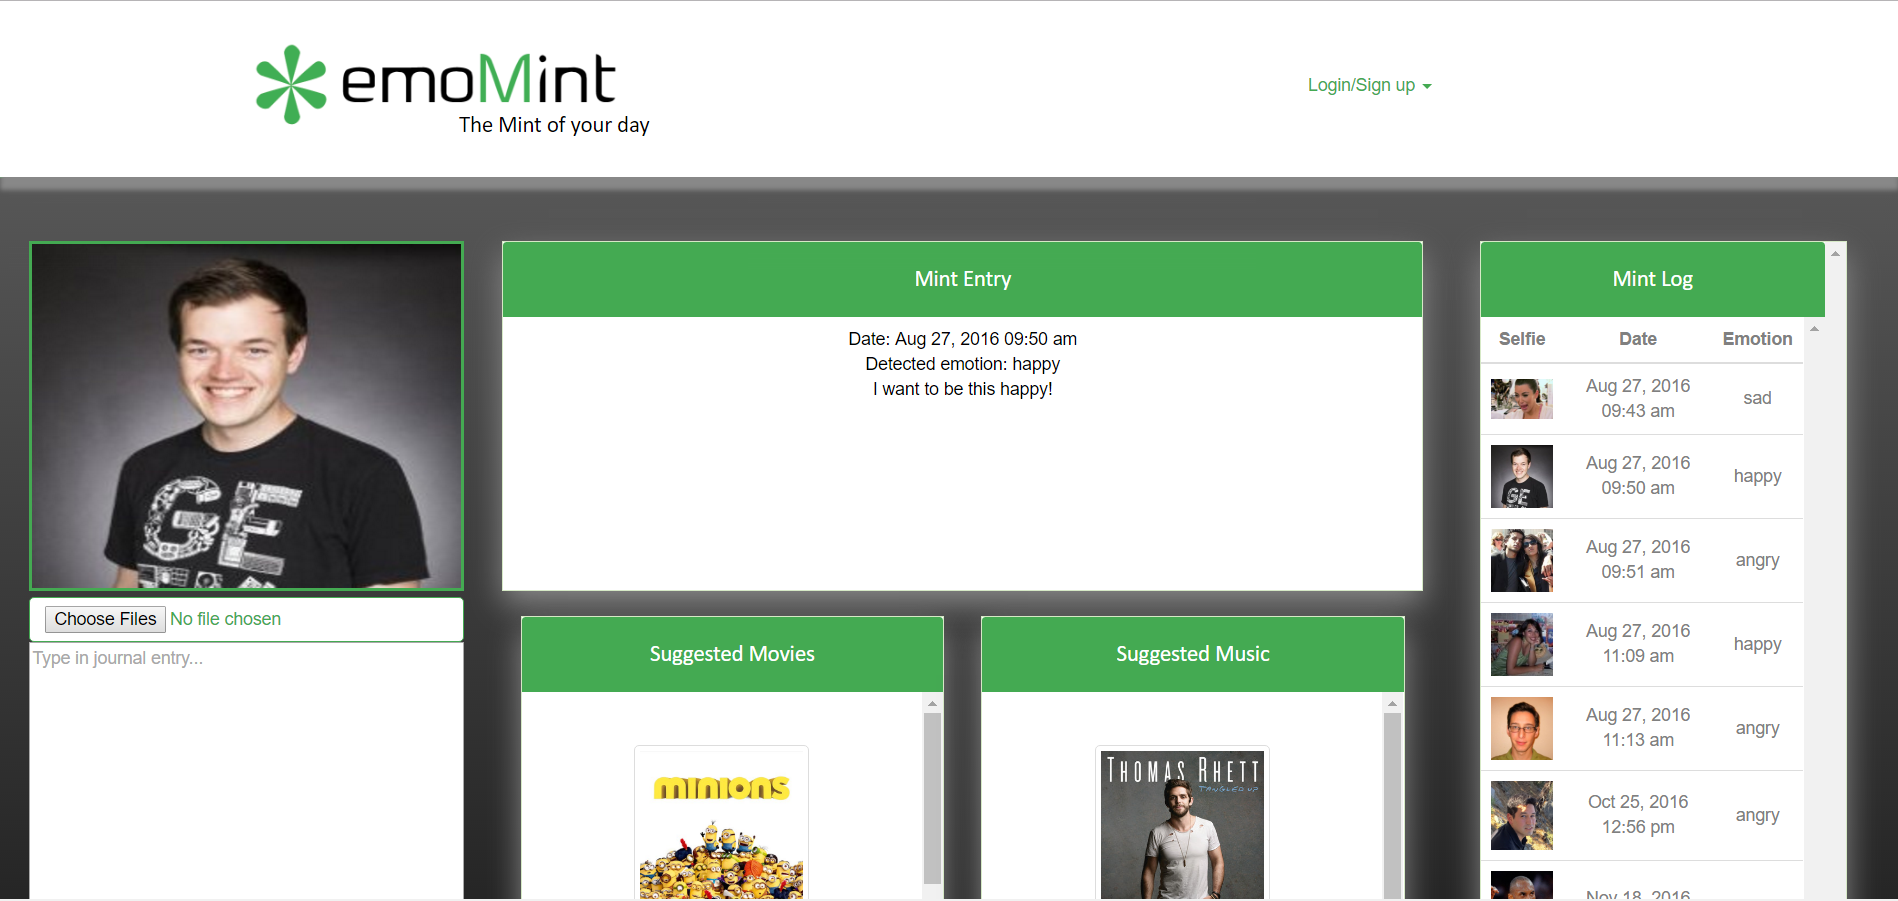 emoMint
The Mint of your day
Login/Sign up
GE
Choose Files No file chosen
Type in journal entry...
Mint Entry
Date: Aug 27, 2016 09:50 am
Detected emotion: happy
I want to be this happy!
Suggested Movies
minions
Suggested Music
THOMAS RHETT
TANGLED UP
Mint Log
Selfie Date Emotion
Aug 27, 2016
09:43 am
sad
GE
Aug 27, 2016
09:50 am
happy
Aug 27, 2016
09:51 am
angry
Aug 27, 2016
11:09 am
happy
Aug 27, 2016
11:13 am
angry
Oct 25, 2016
12:56 pm
angry
Nov 18, 2016